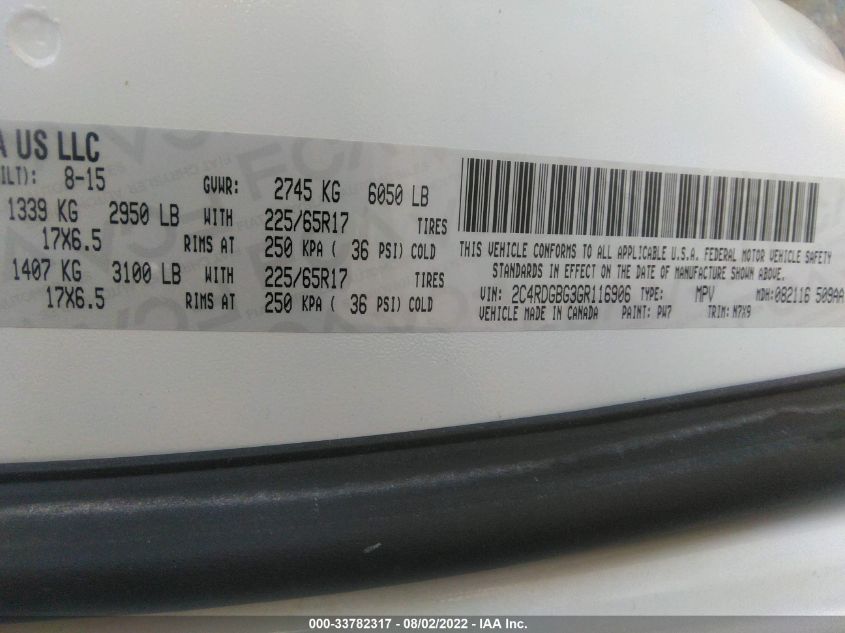 A US LLC
ILT): 8-15 GVWR: 2745 KG 6050 LB
1339 KG 2950 LB WITH 225/65R17 TIRES
17X6.5 RIMS AT 250 KPA ( 36 PSI) COLD
1407 KG 3100 LB WITH 225/65R17 TIRES
17X6.5 RIMS AT 250 KPA ( 36 PSI) COLD
THIS VEHICLE CONFORMS TO ALL APPLICABLE U.S.A. FEDERAL MOTOR VEHICLE SAFETY
STANDARDS IN EFFECT ON THE DATE OF MANUFACTURE SHOWN ABOVE.
VIN: 2C4RDGBG3GR116906 TYPE: MPV MDH: 082116 509AA
VEHICLE MADE IN CANADA PAINT: PW7 TRIM: N7X9
000-33782317 - 08/02/2022 - IAA Inc.